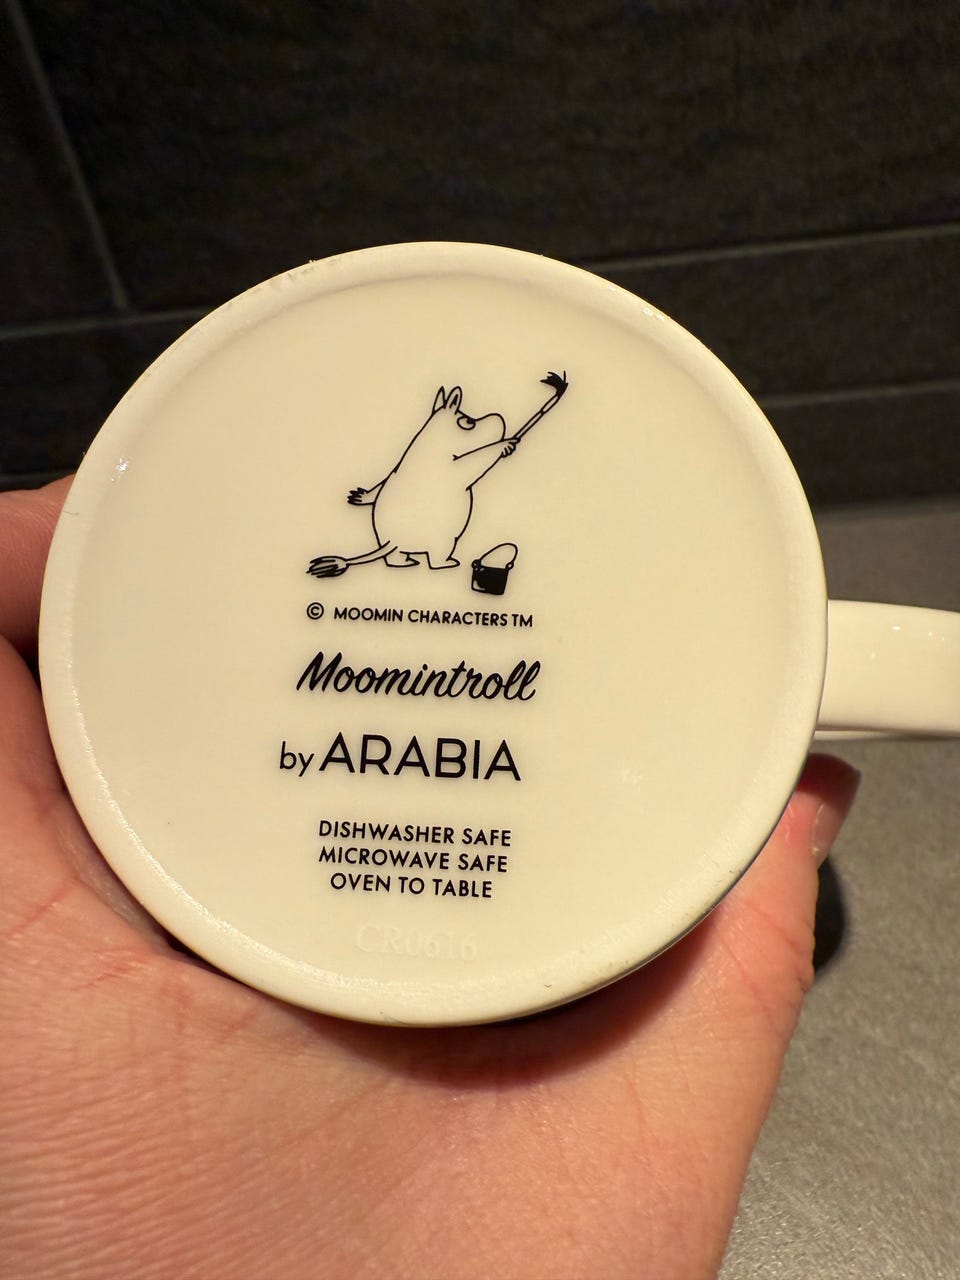 © MOOMIN CHARACTERS TM
Moomintroll
by ARABIA
DISHWASHER SAFE
MICROWAVE SAFE
OVEN TO TABLE
CR0616